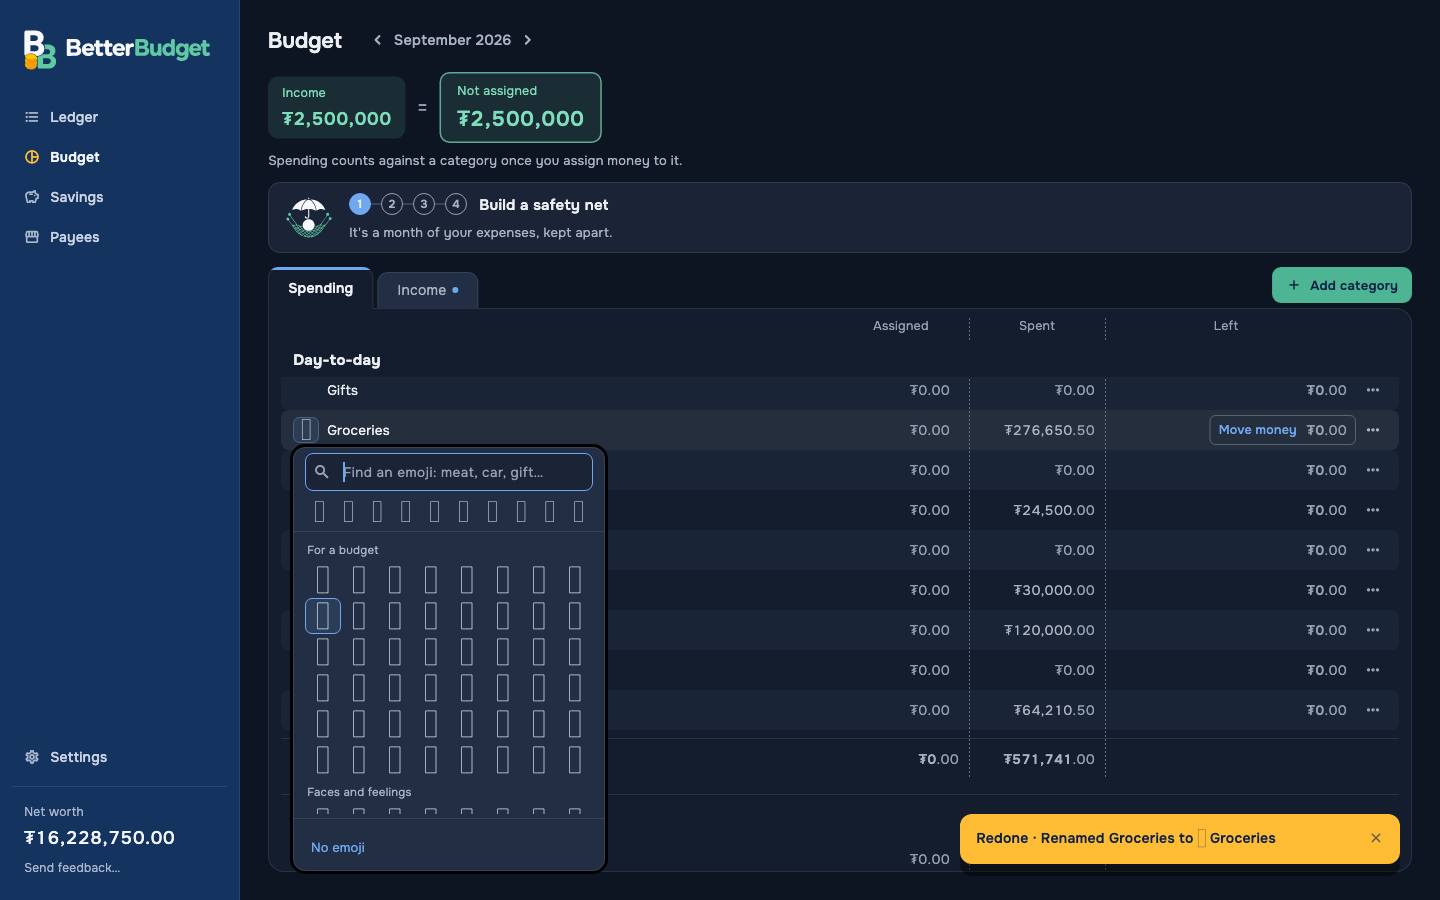 BetterBudget
Ledger
Budget
Savings
Payees
Settings
Net worth
₮16,228,750.00
Send feedback...
Budget
September 2026
Income
₮2,500,000
=
Not assigned
₮2,500,000
Spending counts against a category once you assign money to it.
1 2 3 4 Build a safety net
It's a month of your expenses, kept apart.
Spending
Income
+ Add category
Assigned Spent Left
Day-to-day
Gifts ₮0.00 ₮0.00 ₮0.00
Groceries ₮0.00 ₮276,650.50 Move money ₮0.00
₮0.00 ₮0.00 ₮0.00
₮0.00 ₮24,500.00 ₮0.00
₮0.00 ₮0.00 ₮0.00
₮0.00 ₮30,000.00 ₮0.00
₮0.00 ₮120,000.00 ₮0.00
₮0.00 ₮0.00 ₮0.00
₮0.00 ₮64,210.50 ₮0.00
₮0.00 ₮571,741.00
₮0.00
Find an emoji: meat, car, gift...
For a budget
Faces and feelings
No emoji
Redone · Renamed Groceries to Groceries